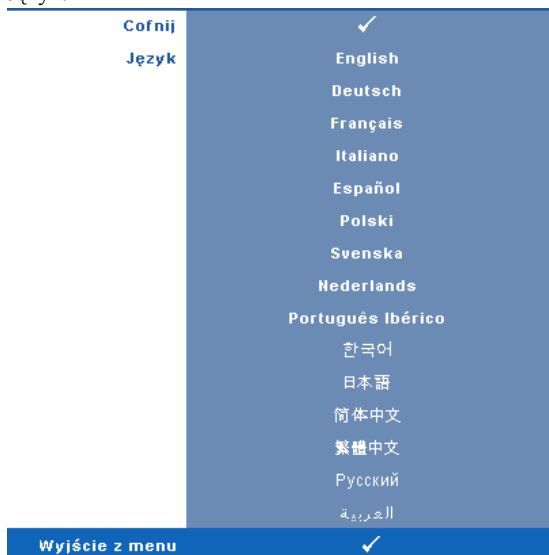 Cofnij ✓
Język English
Deutsch
Français
Italiano
Español
Polski
Svenska
Nederlands
Português Ibérico
한국어
日本語
简体中文
繁體中文
Русский
العربية
Wyjście z menu ✓